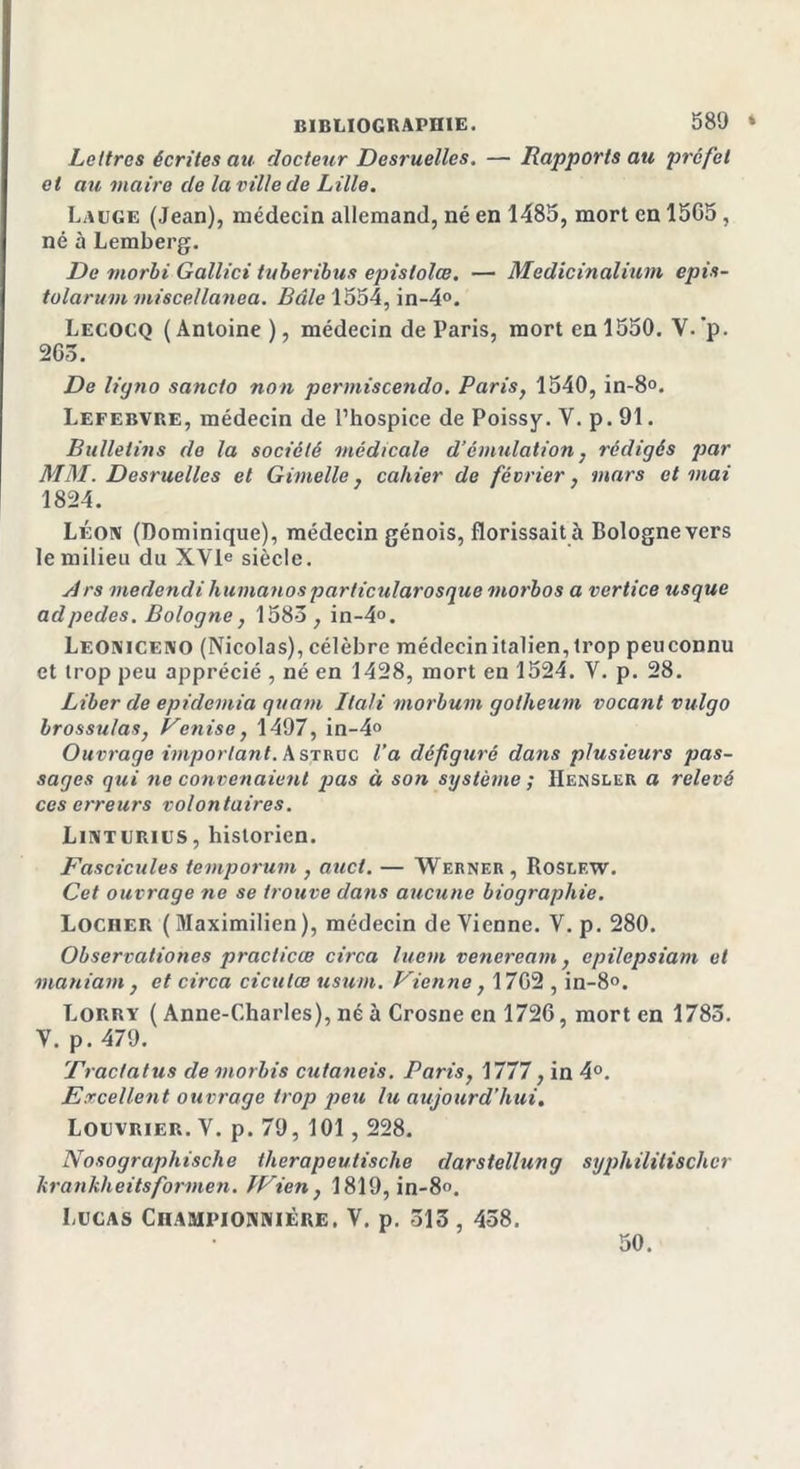 BIBLIOGRAPHIE. 589
Lettres écrites au docteur Desruelles. — Rapports au préfet
et au maire de la ville de Lille.
LAUGE (Jean), médecin allemand, né en 1485, mort en 1565,
né à Lemberg.
De morbi Gallici tuberibus epistolœ. — Medicinalium epis-
tolarum miscellanea. Bâle 1554, in-4º.
LECOCQ (Antoine), médecin de Paris, mort en 1550. V. p.
263.
De ligno sancto non permiscendo. Paris, 1540, in-8º.
LEFEBVRE, médecin de l'hospice de Poissy. V. p. 91.
Bulletins de la société médicale d'émulation, rédigés par
MM. Desruelles et Gimelle, cahier de février, mars et mai
1824.
LÉON (Dominique), médecin génois, florissait à Bologne vers
le milieu du XVIe siècle.
Ars medendi humanos particularosque morbos a vertice usque
ad pedes. Bologne, 1583, in-4º.
LEONICENO (Nicolas), célèbre médecin italien, trop peu connu
et trop peu apprécié, né en 1428, mort en 1524. V. p. 28.
Liber de epidemia quam Itali morbum gotheum vocant vulgo
brossulas, Venise, 1497, in-4º
Ouvrage important. ASTRUC l'a défiguré dans plusieurs pas-
sages qui ne convenaient pas à son système; HENSLER a relevé
ces erreurs volontaires.
LINTURIUS, historien.
Fascicules temporum, auct. — WERNER, ROSLEW.
Cet ouvrage ne se trouve dans aucune biographie.
LOCHER (Maximilien), médecin de Vienne. V. p. 280.
Observationes practicœ circa luem veneream, epilepsiam et
maniam, et circa cicutœ usum. Vienne, 1762, in-8º.
LORRY (Anne-Charles), né à Crosne en 1726, mort en 1783.
V. p. 479.
Tractatus de morbis cutaneis. Paris, 1777, in 4º.
Excellent ouvrage trop peu lu aujourd'hui.
LOUVRIER. V. p. 79, 101, 228.
Nosographische therapeutische darstellung syphilitischer
krankheitsformen. Wien, 1819, in-8º.
LUCAS CHAMPIONNIÈRE. V. p. 313, 458.
50.